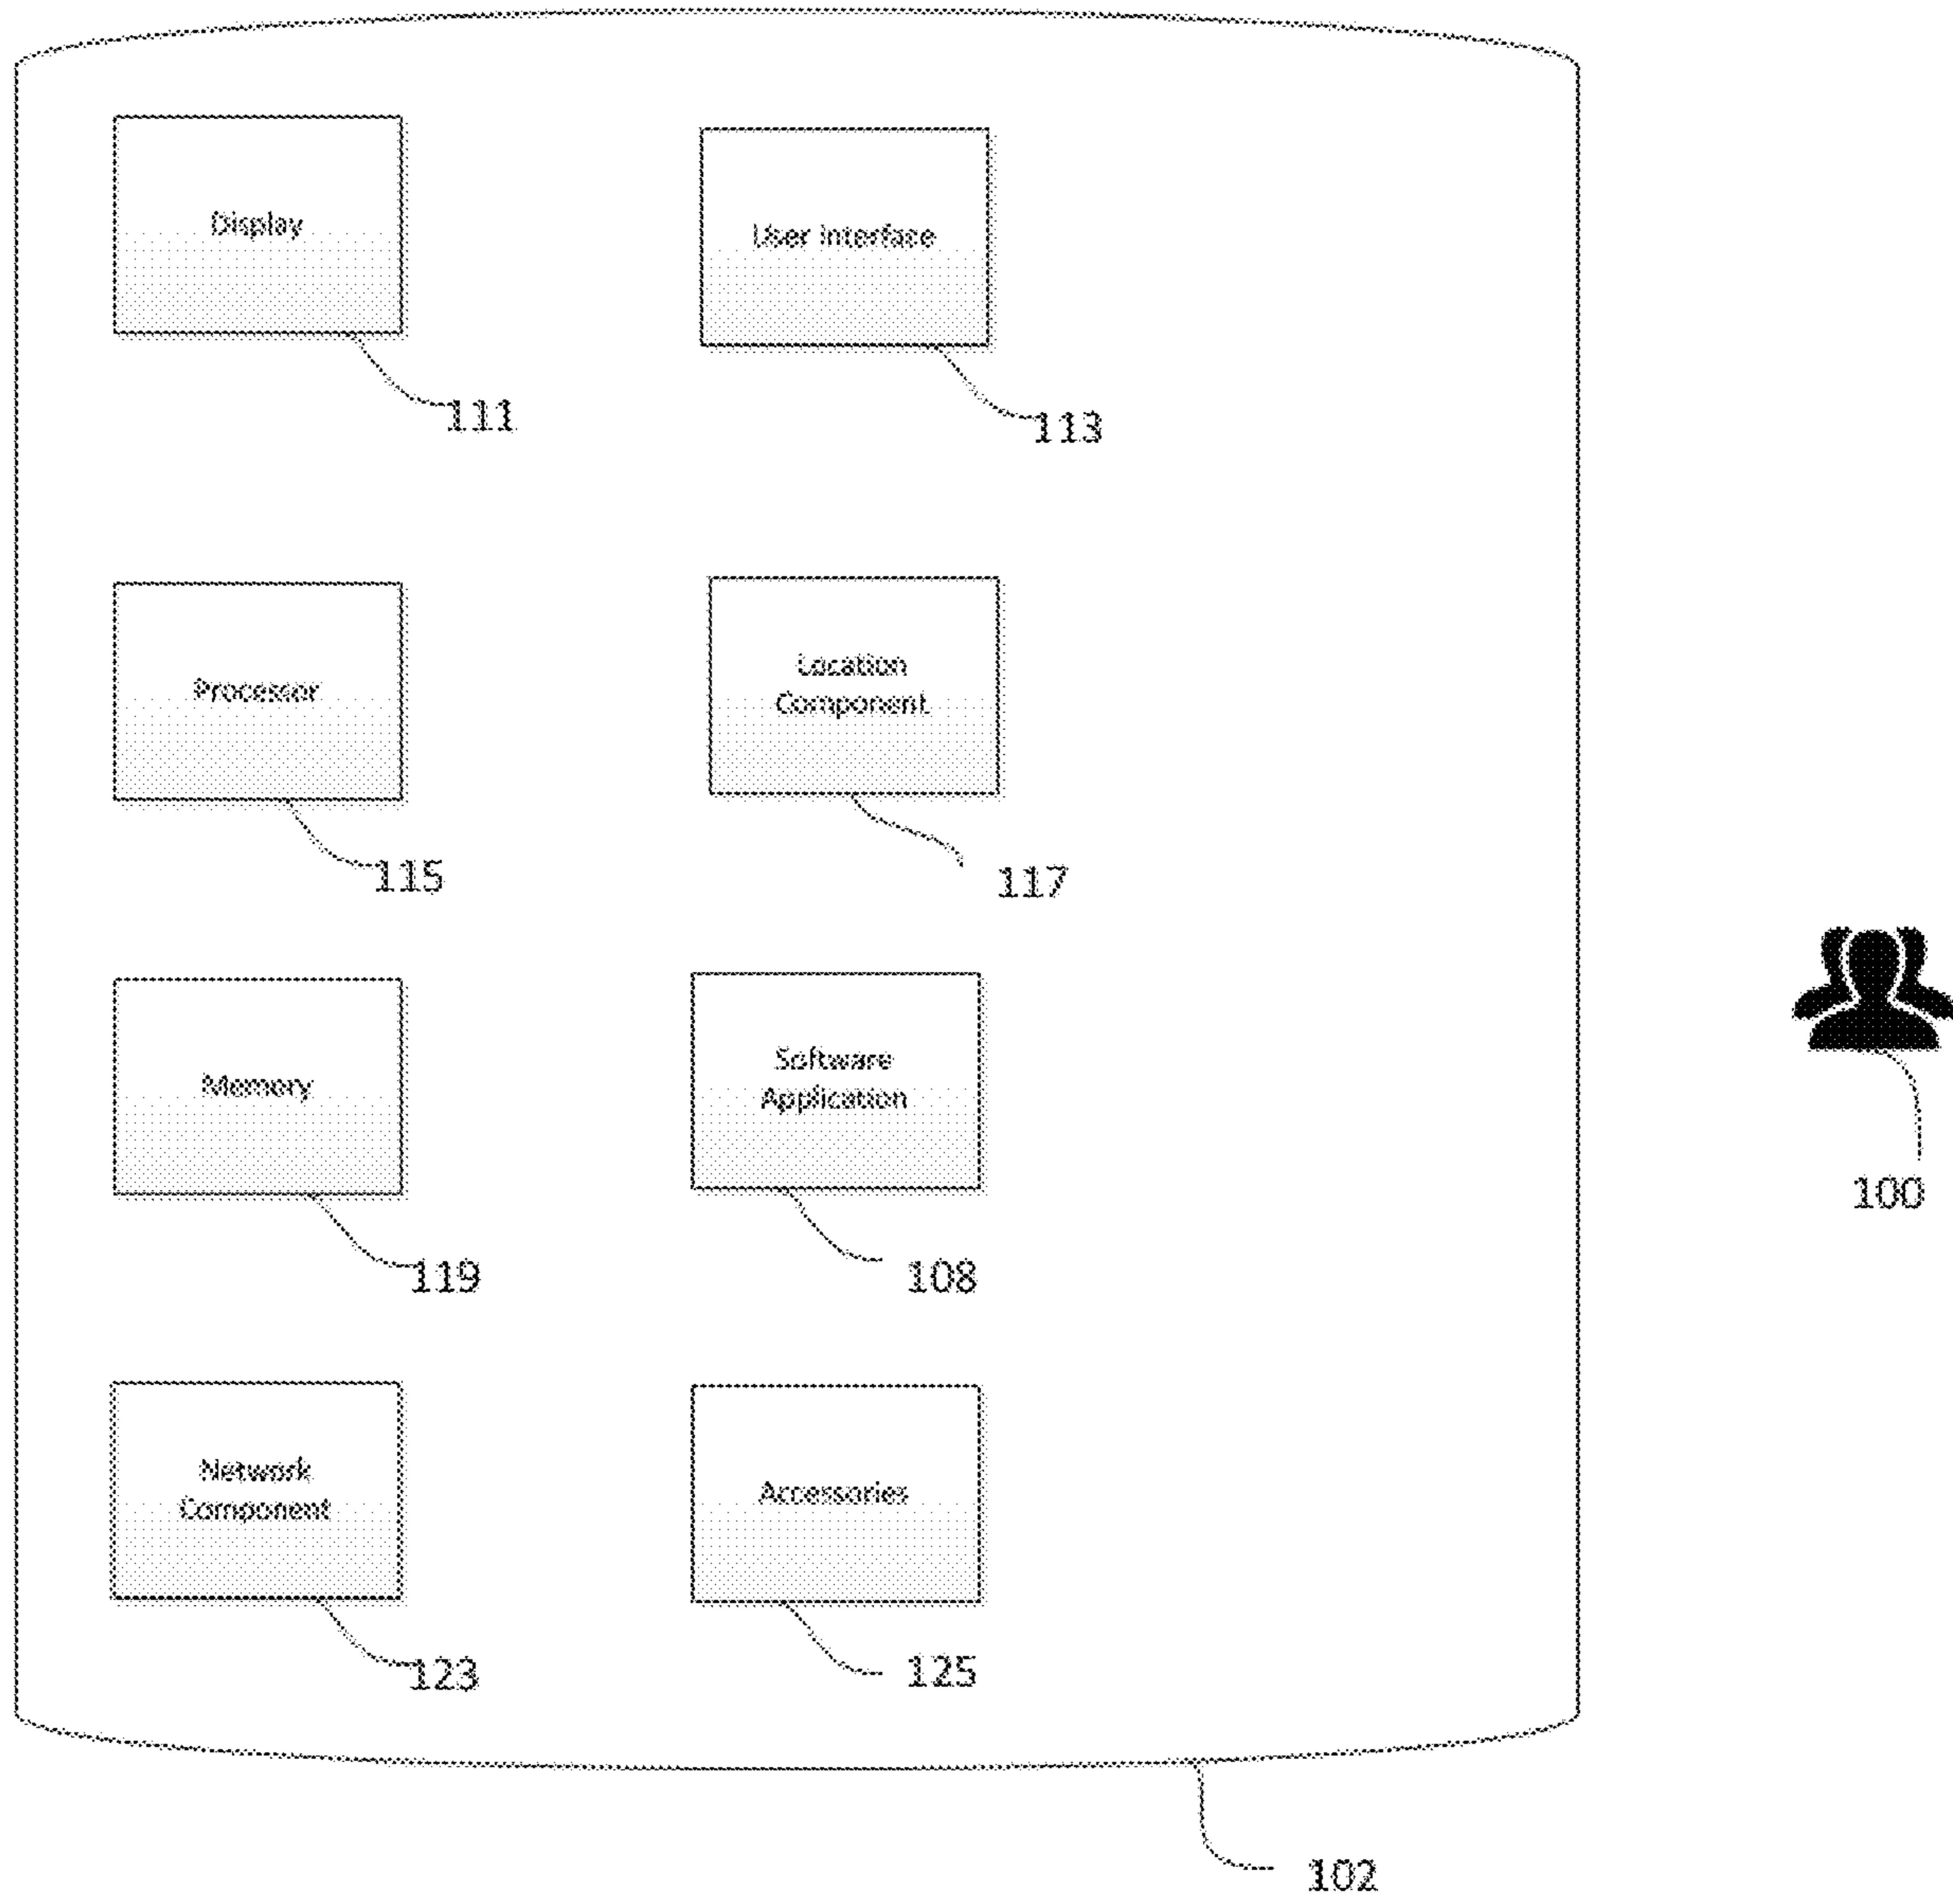 Display
User Interface
111
113
Processor
Location
Component
115
117
Memory
Software
Application
100
119
108
Network
Component
Accessories
123
125
102